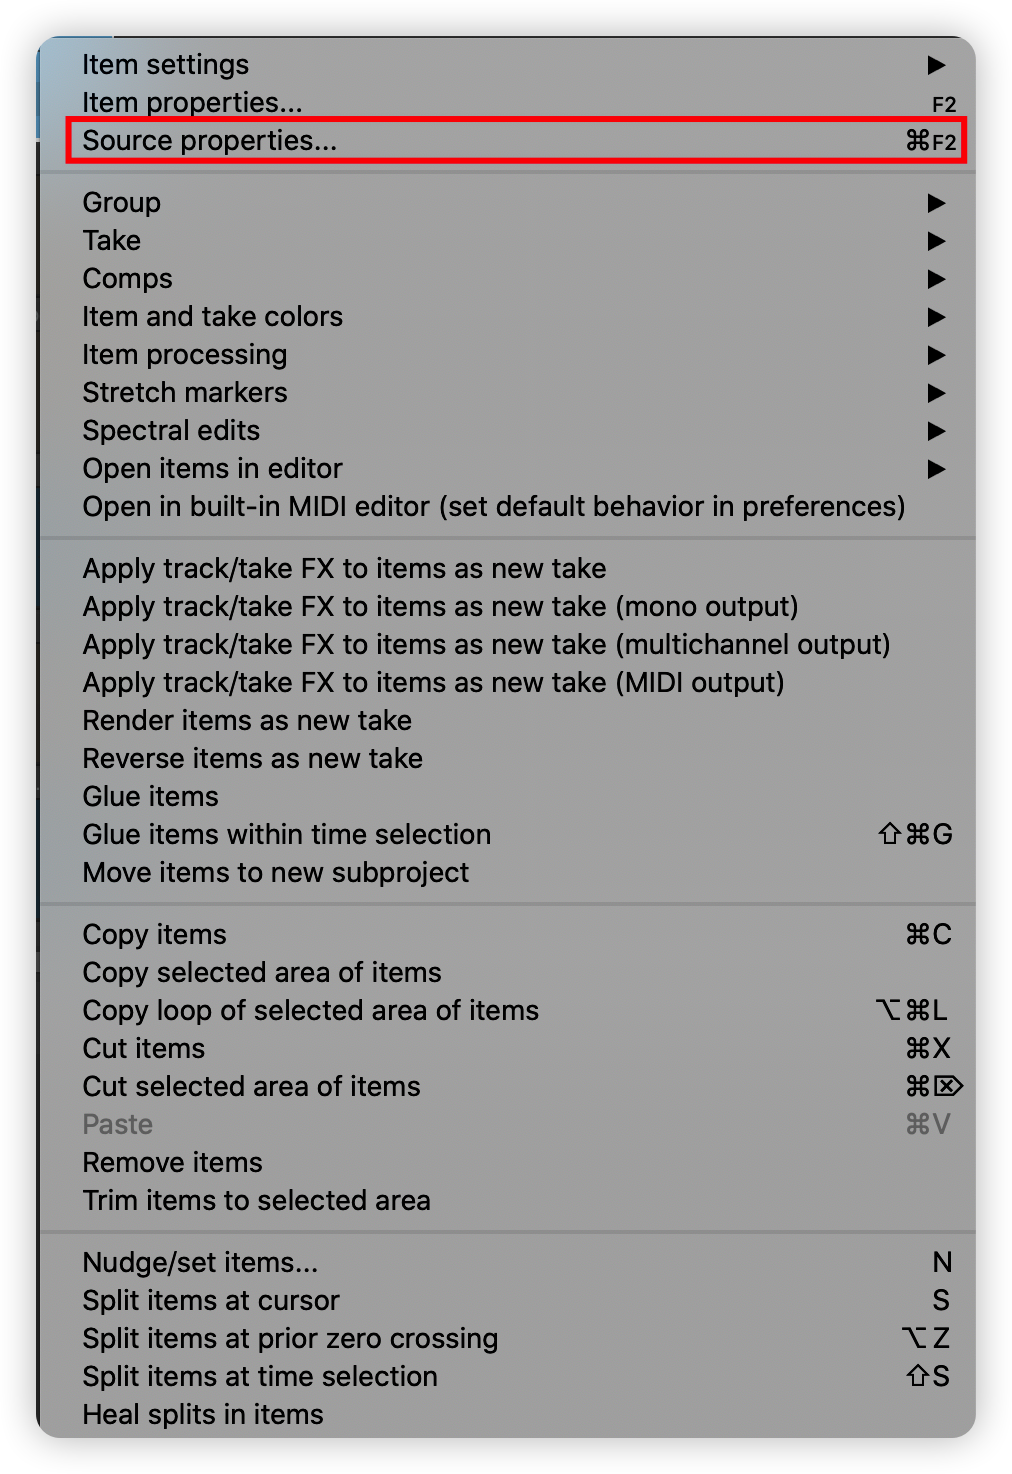 Item settings ▶
Item properties... F2
Source properties... ⌘F2
Group ▶
Take ▶
Comps ▶
Item and take colors ▶
Item processing ▶
Stretch markers ▶
Spectral edits ▶
Open items in editor ▶
Open in built-in MIDI editor (set default behavior in preferences)
Apply track/take FX to items as new take
Apply track/take FX to items as new take (mono output)
Apply track/take FX to items as new take (multichannel output)
Apply track/take FX to items as new take (MIDI output)
Render items as new take
Reverse items as new take
Glue items
Glue items within time selection ⇧⌘G
Move items to new subproject
Copy items ⌘C
Copy selected area of items
Copy loop of selected area of items ⌥⌘L
Cut items ⌘X
Cut selected area of items ⌘⌦
Paste ⌘V
Remove items
Trim items to selected area
Nudge/set items... N
Split items at cursor S
Split items at prior zero crossing ⌥Z
Split items at time selection ⇧S
Heal splits in items